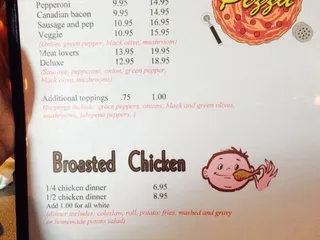 Pepperoni 9.95 14.95
Pizza
Canadian bacon 9.95 14.95
Sausage and pep 9.95 14.95
Veggie 10.95 15.95
(Onion, green pepper, black olive, mushroom)
Meat lovers 13.95 19.95
Deluxe 12.95 18.95
(Sausage, pepperoni, onion, green pepper,
black olive, mushroom)
Additional toppings .75 1.00
(toppings include: green peppers, onions, black and green olives,
mushrooms, jalapeno peppers, )
Broasted Chicken
1/4 chicken dinner 6.95
1/2 chicken dinner 8.95
Add 1.00 for all white
(dinner includes: coleslaw, roll, potato: fries, mashed and gravy
or homemade potato salad)